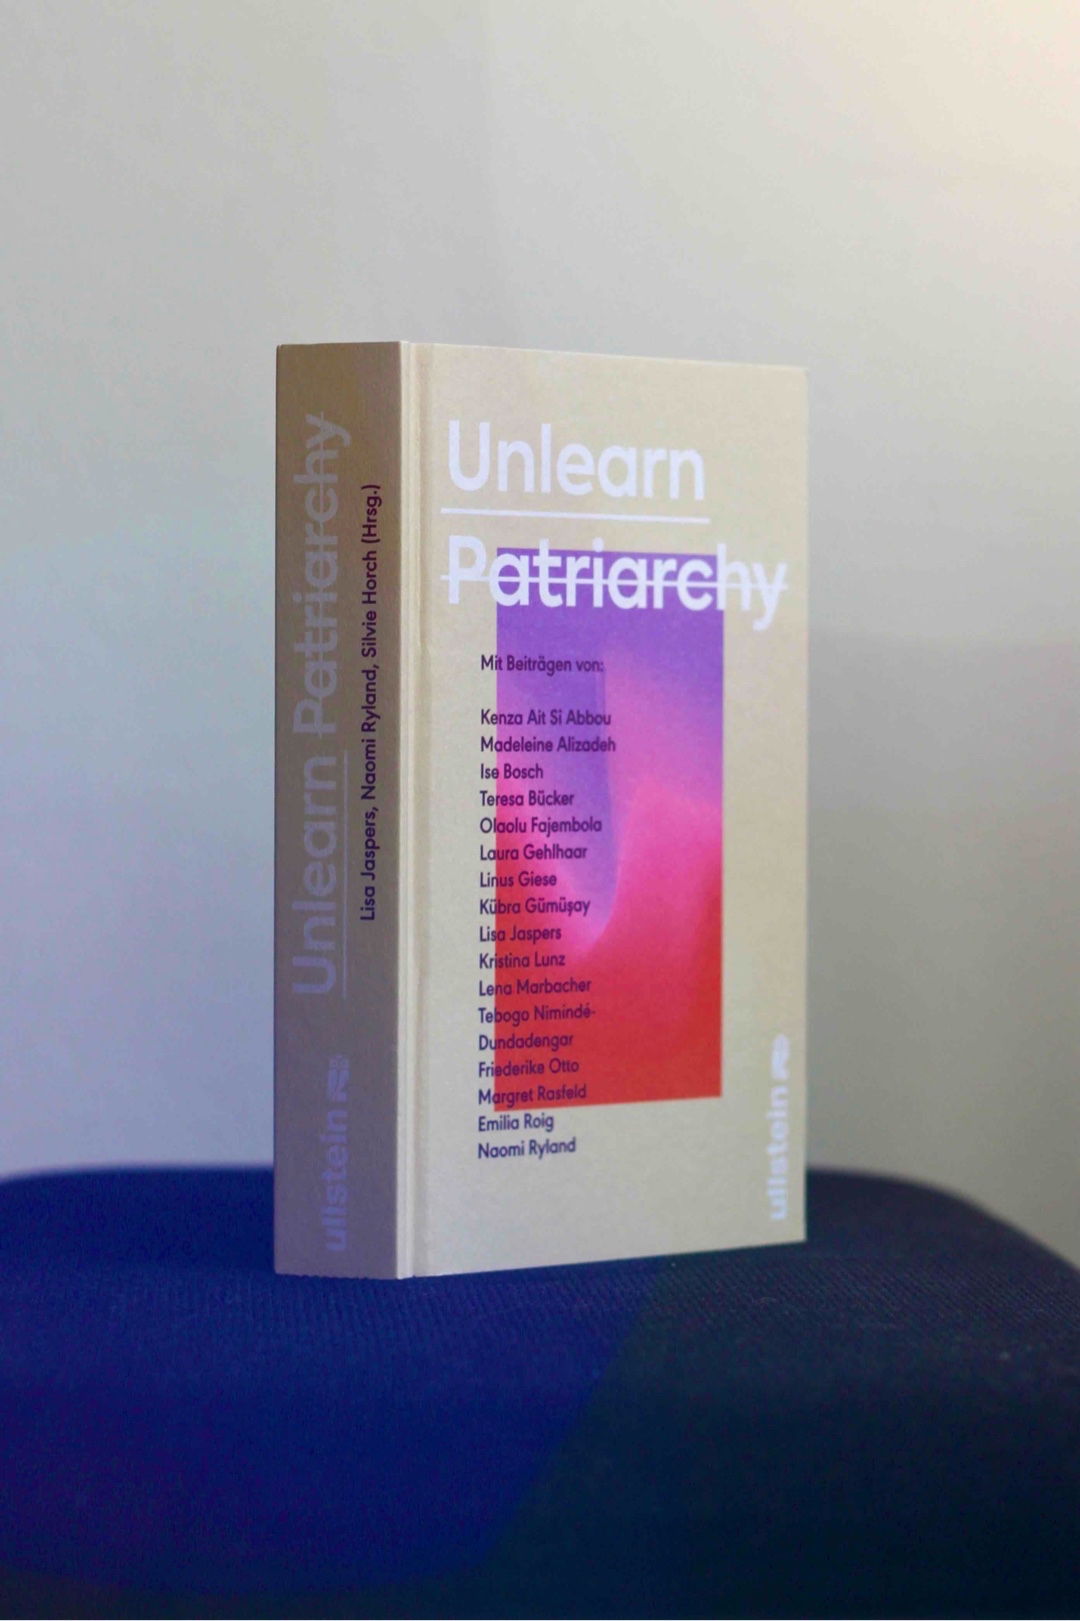 Unlearn Patriarchy
Lisa Jaspers, Naomi Ryland, Silvie Horch (Hrsg.)
ullstein
Unlearn
Patriarchy
Mit Beiträgen von:
Kenza Ait Si Abbou
Madeleine Alizadeh
Ise Bosch
Teresa Bücker
Olaolu Fajembola
Laura Gehlhaar
Linus Giese
Kübra Gümüşay
Lisa Jaspers
Kristina Lunz
Lena Marbacher
Tebogo Nimindé-
Dundadengar
Friederike Otto
Margret Rasfeld
Emilia Roig
Naomi Ryland
ullstein